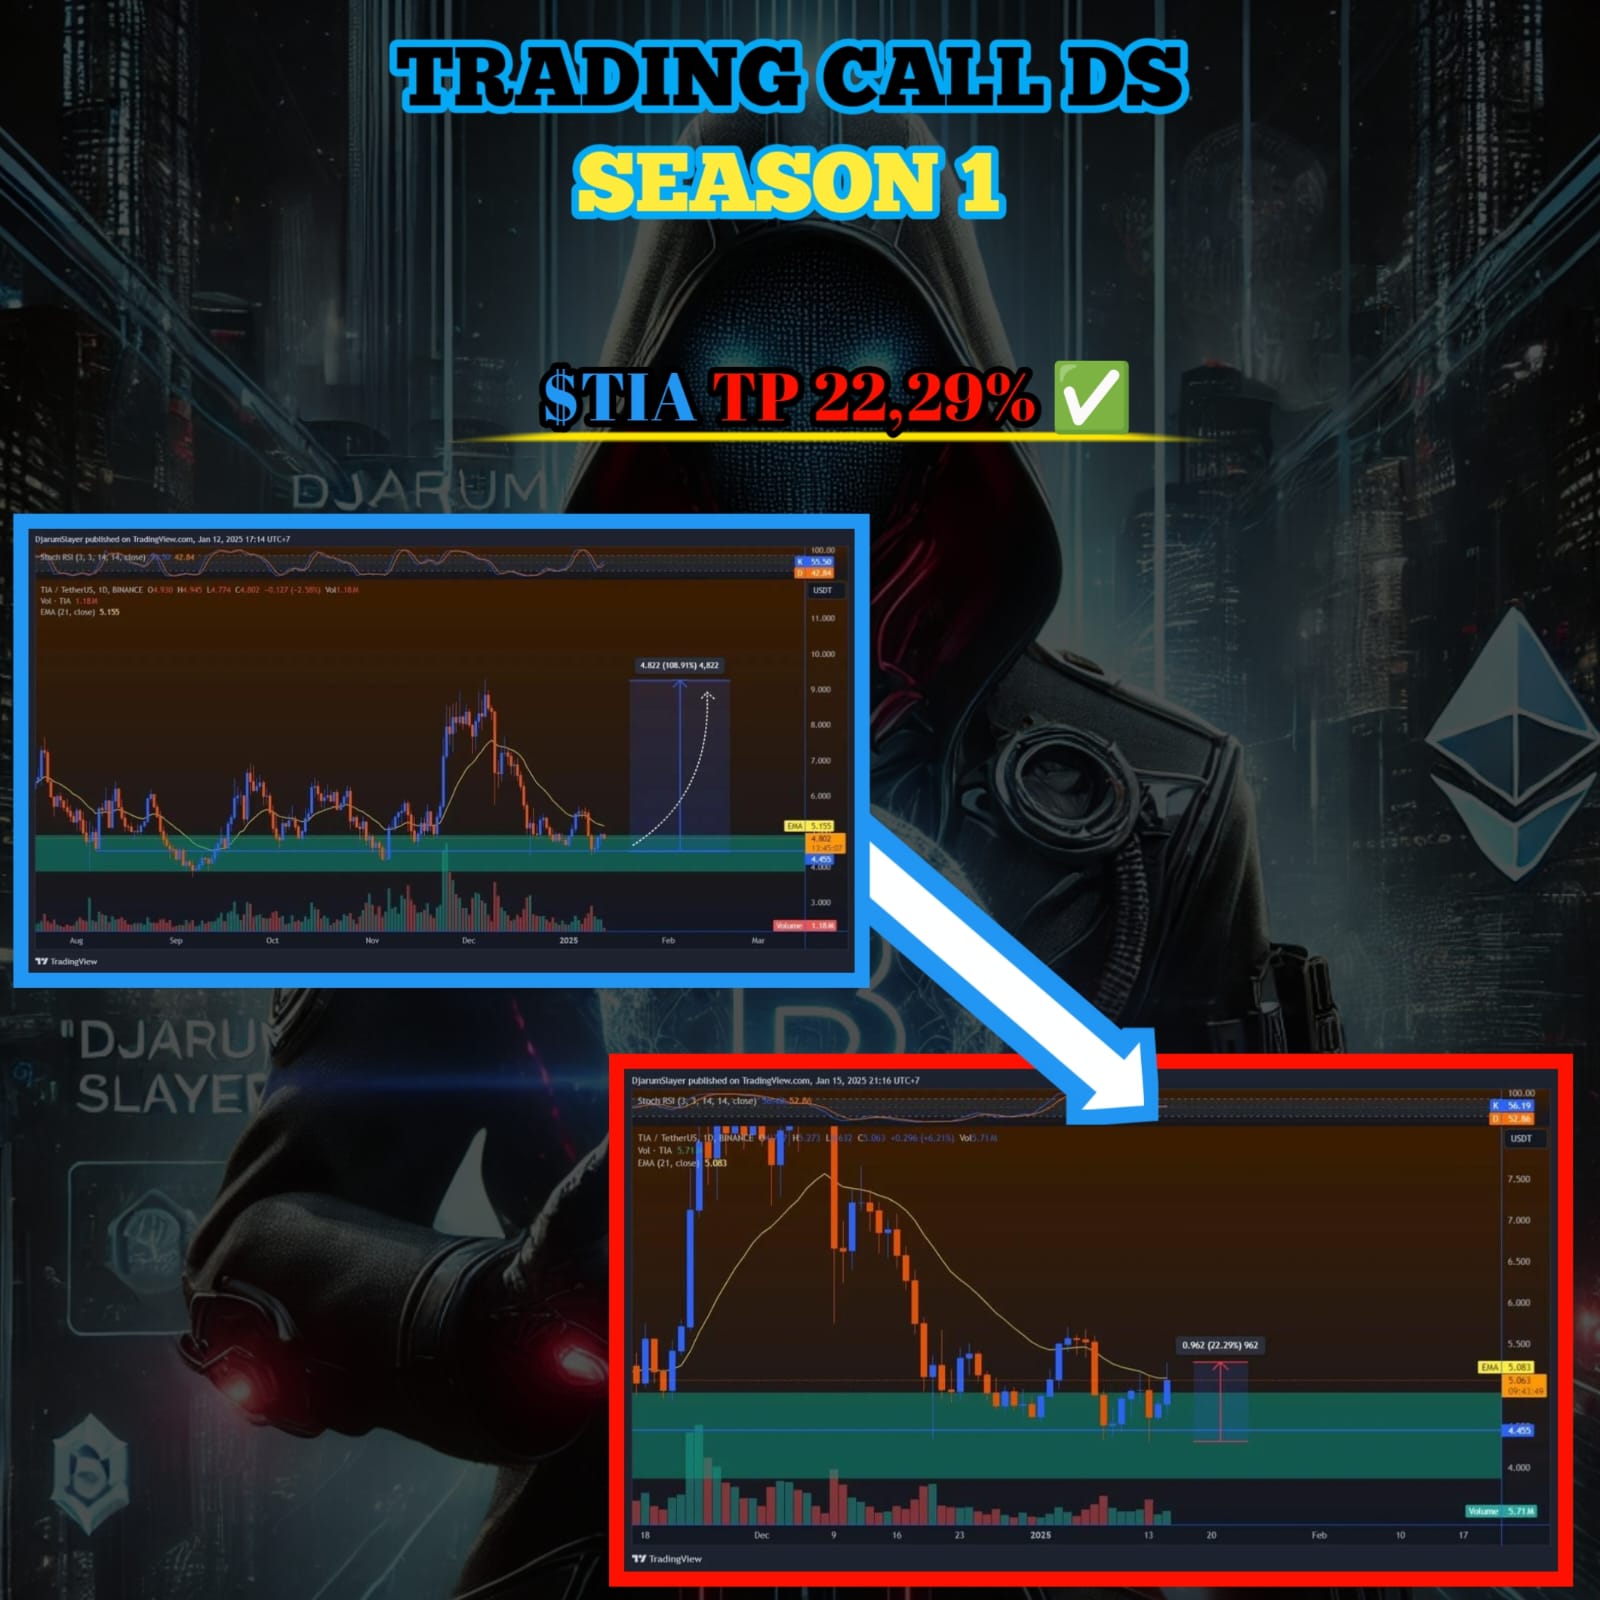 TRADING CALL DS
SEASON 1
$TIA TP 22,29% ✅
DJARUM
DjarumSlayer published on TradingView.com, Jan 12, 2025 17:14 UTC+7
Stoch RSI (3, 3, 14, 14, close) 55.50 42.84
100.00
K 55.50
D 42.84
TIA / TetherUS, 1D, BINANCE O4.930 H4.945 L4.774 C4.802 −0.127 (−2.58%) Vol1.18M
USDT
Vol · TIA 1.18M
EMA (21, close) 5.155
11.000
10.000
4.822 (108.91%) 4,822
9.000
8.000
7.000
6.000
EMA 5.155
4.802
13:45:07
4.455
4.000
3.000
Volume 1.18M
Aug Sep Oct Nov Dec 2025 Feb Mar
TradingView
"DJARUM
SLAYER
DjarumSlayer published on TradingView.com, Jan 15, 2025 21:16 UTC+7
Stoch RSI (3, 3, 14, 14, close) 56.19 52.86
100.00
K 56.19
D 52.86
TIA / TetherUS, 1D, BINANCE H5.273 C5.063 +0.296 (+6.21%) Vol5.71M
USDT
Vol · TIA 5.71
EMA (21, close) 5.083
7.500
7.000
6.500
6.000
0.962 (22.29%) 962
5.500
EMA 5.083
5.063
09:43:49
4.455
4.000
Volume 5.71M
18 Dec 9 16 23 2025 13 20 Feb 10 17
TradingView